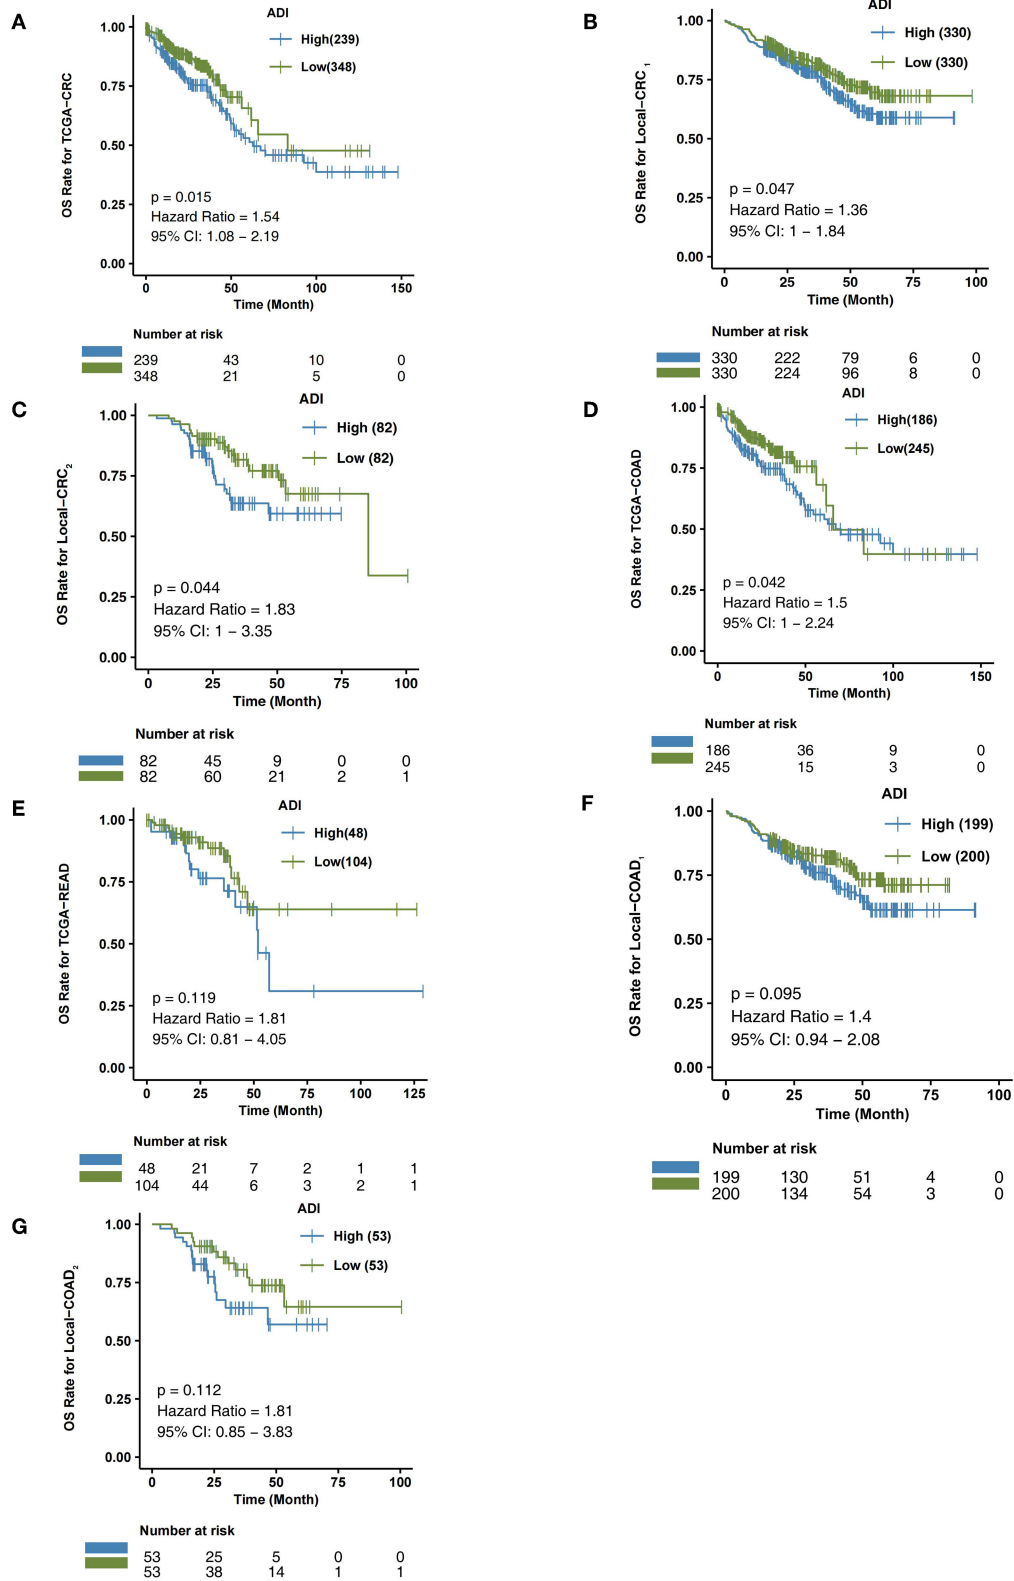 A
ADI
High(239)
Low(348)
OS Rate for TCGA−CRC
1.00
0.75
0.50
0.25
0.00
p = 0.015
Hazard Ratio = 1.54
95% CI: 1.08 − 2.19
0 50 100 150
Time (Month)
Number at risk
239 43 10 0
348 21 5 0
B
ADI
High (330)
Low (330)
OS Rate for Local−CRC 1
1.00
0.75
0.50
0.25
0.00
p = 0.047
Hazard Ratio = 1.36
95% CI: 1 − 1.84
0 25 50 75 100
Time (Month)
Number at risk
330 222 79 6 0
330 224 96 8 0
C
ADI
High (82)
Low (82)
OS Rate for Local−CRC2
1.00
0.75
0.50
0.25
0.00
p = 0.044
Hazard Ratio = 1.83
95% CI: 1 − 3.35
0 25 50 75 100
Time (Month)
Number at risk
82 45 9 0 0
82 60 21 2 1
D
ADI
High(186)
Low(245)
OS Rate for TCGA−COAD
1.00
0.75
0.50
0.25
0.00
p = 0.042
Hazard Ratio = 1.5
95% CI: 1 − 2.24
0 50 100 150
Time (Month)
Number at risk
186 36 9 0
245 15 3 0
E
ADI
High(48)
Low(104)
OS Rate for TCGA−READ
1.00
0.75
0.50
0.25
0.00
p = 0.119
Hazard Ratio = 1.81
95% CI: 0.81 − 4.05
0 25 50 75 100 125
Time (Month)
Number at risk
48 21 7 2 1 1
104 44 6 3 2 1
F
ADI
High (199)
Low (200)
OS Rate for Local−COAD1
1.00
0.75
0.50
0.25
0.00
p = 0.095
Hazard Ratio = 1.4
95% CI: 0.94 − 2.08
0 25 50 75 100
Time (Month)
Number at risk
199 130 51 4 0
200 134 54 3 0
G
ADI
High (53)
Low (53)
OS Rate for Local−COAD2
1.00
0.75
0.50
0.25
0.00
p = 0.112
Hazard Ratio = 1.81
95% CI: 0.85 − 3.83
0 25 50 75 100
Time (Month)
Number at risk
53 25 5 0 0
53 38 14 1 1